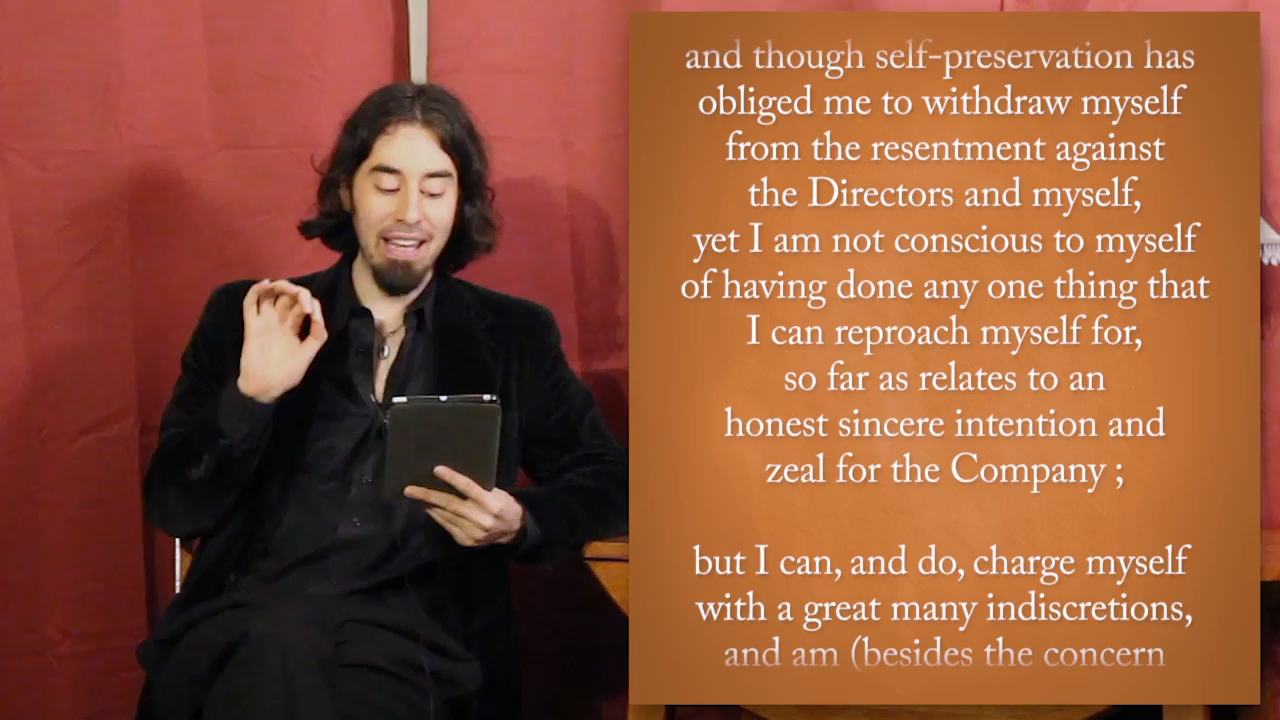 and though self-preservation has
obliged me to withdraw myself
from the resentment against
the Directors and myself,
yet I am not conscious to myself
of having done any one thing that
I can reproach myself for,
so far as relates to an
honest sincere intention and
zeal for the Company ;
but I can, and do, charge myself
with a great many indiscretions,
and am (besides the concern